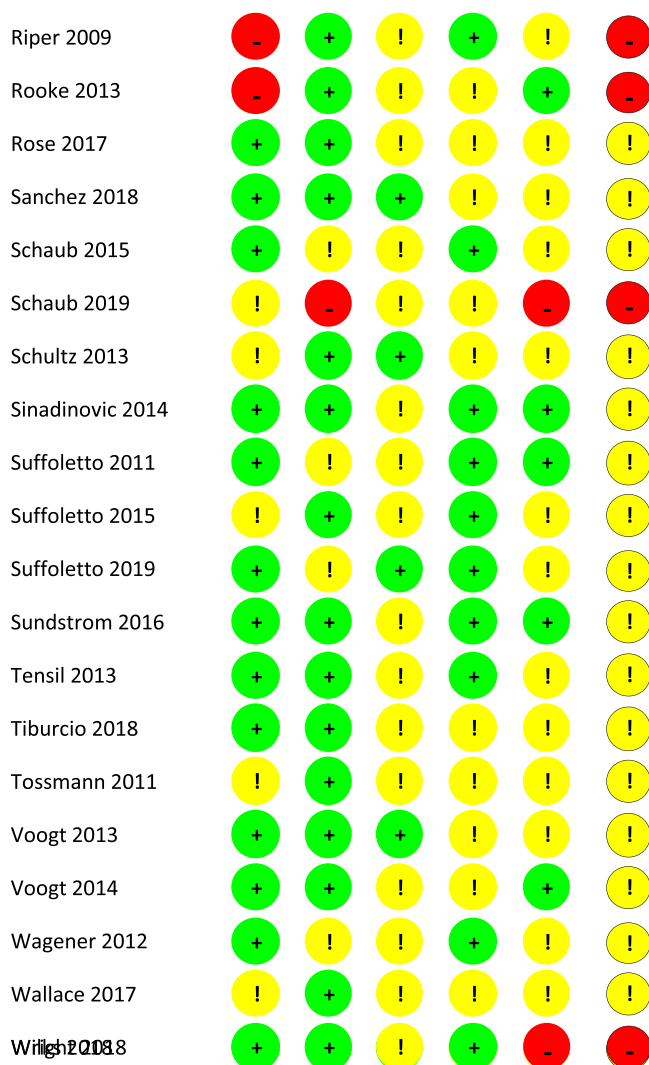 Riper 2009 - + ! + ! -
Rooke 2013 - + ! ! + -
Rose 2017 + + ! ! ! !
Sanchez 2018 + + + ! ! !
Schaub 2015 + ! ! + ! !
Schaub 2019 ! - ! ! - -
Schultz 2013 ! + + ! ! !
Sinadinovic 2014 + + ! + + !
Suffoletto 2011 + ! ! + + !
Suffoletto 2015 ! + ! + ! !
Suffoletto 2019 + ! + + ! !
Sundstrom 2016 + + ! + + !
Tensil 2013 + + ! + ! !
Tiburcio 2018 + + ! ! ! !
Tossmann 2011 ! + ! ! ! !
Voogt 2013 + + + ! ! !
Voogt 2014 + + ! ! + !
Wagener 2012 + ! ! + ! !
Wallace 2017 ! + ! ! ! !
+ + ! + - -